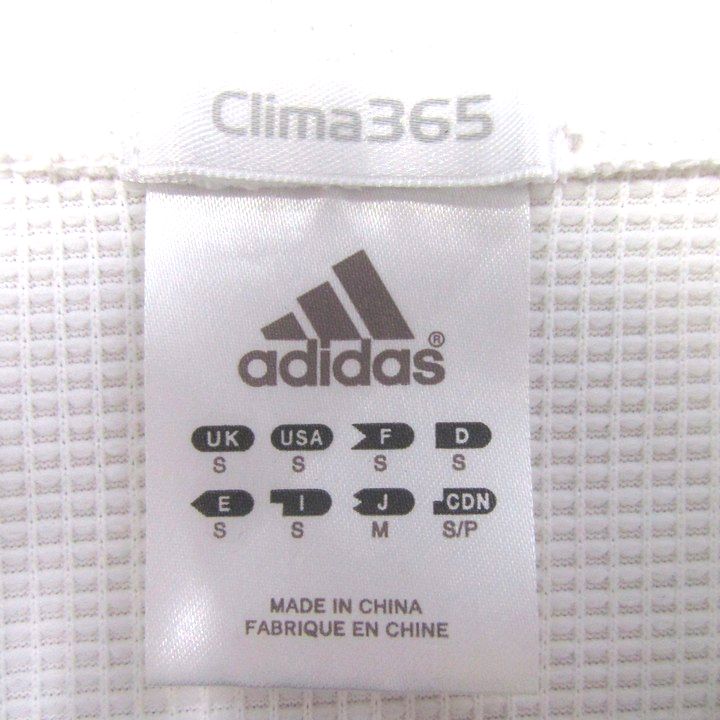 Clima365
adidas®
UK USA F D
S S S S
E I J CDN
S S M S/P
MADE IN CHINA
FABRIQUE EN CHINE